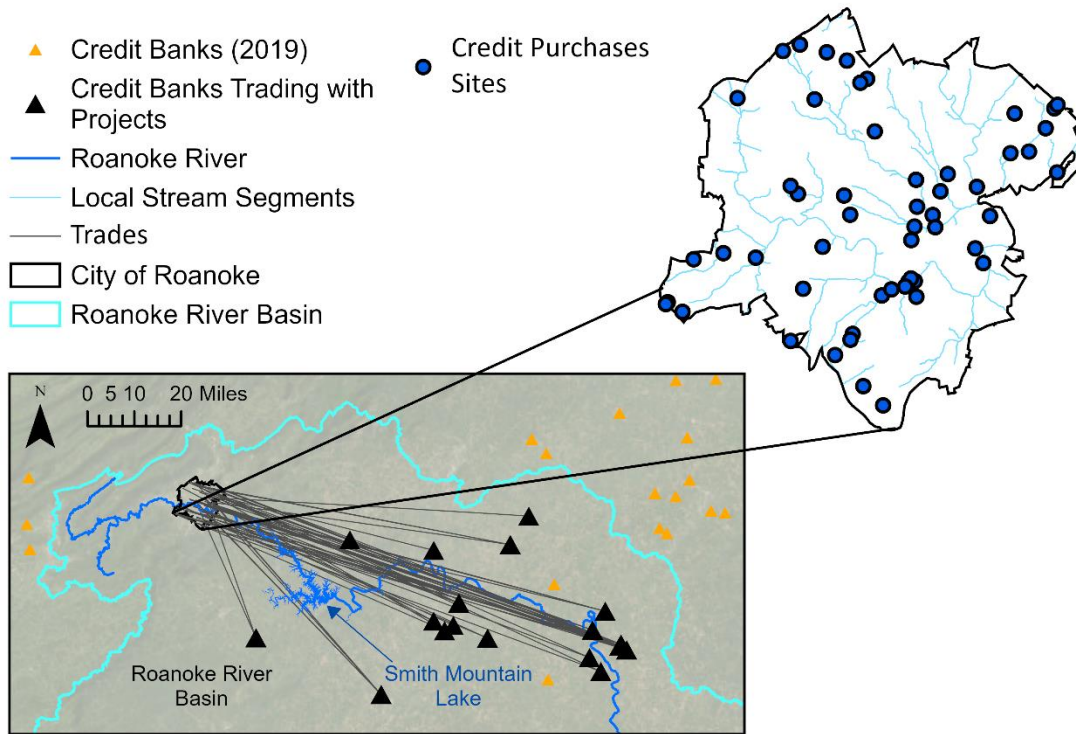 Credit Banks (2019)
Credit Banks Trading with
Projects
Roanoke River
Local Stream Segments
Trades
City of Roanoke
Roanoke River Basin
Credit Purchases
Sites
N
0 5 10 20 Miles
Roanoke River
Basin
Smith Mountain
Lake